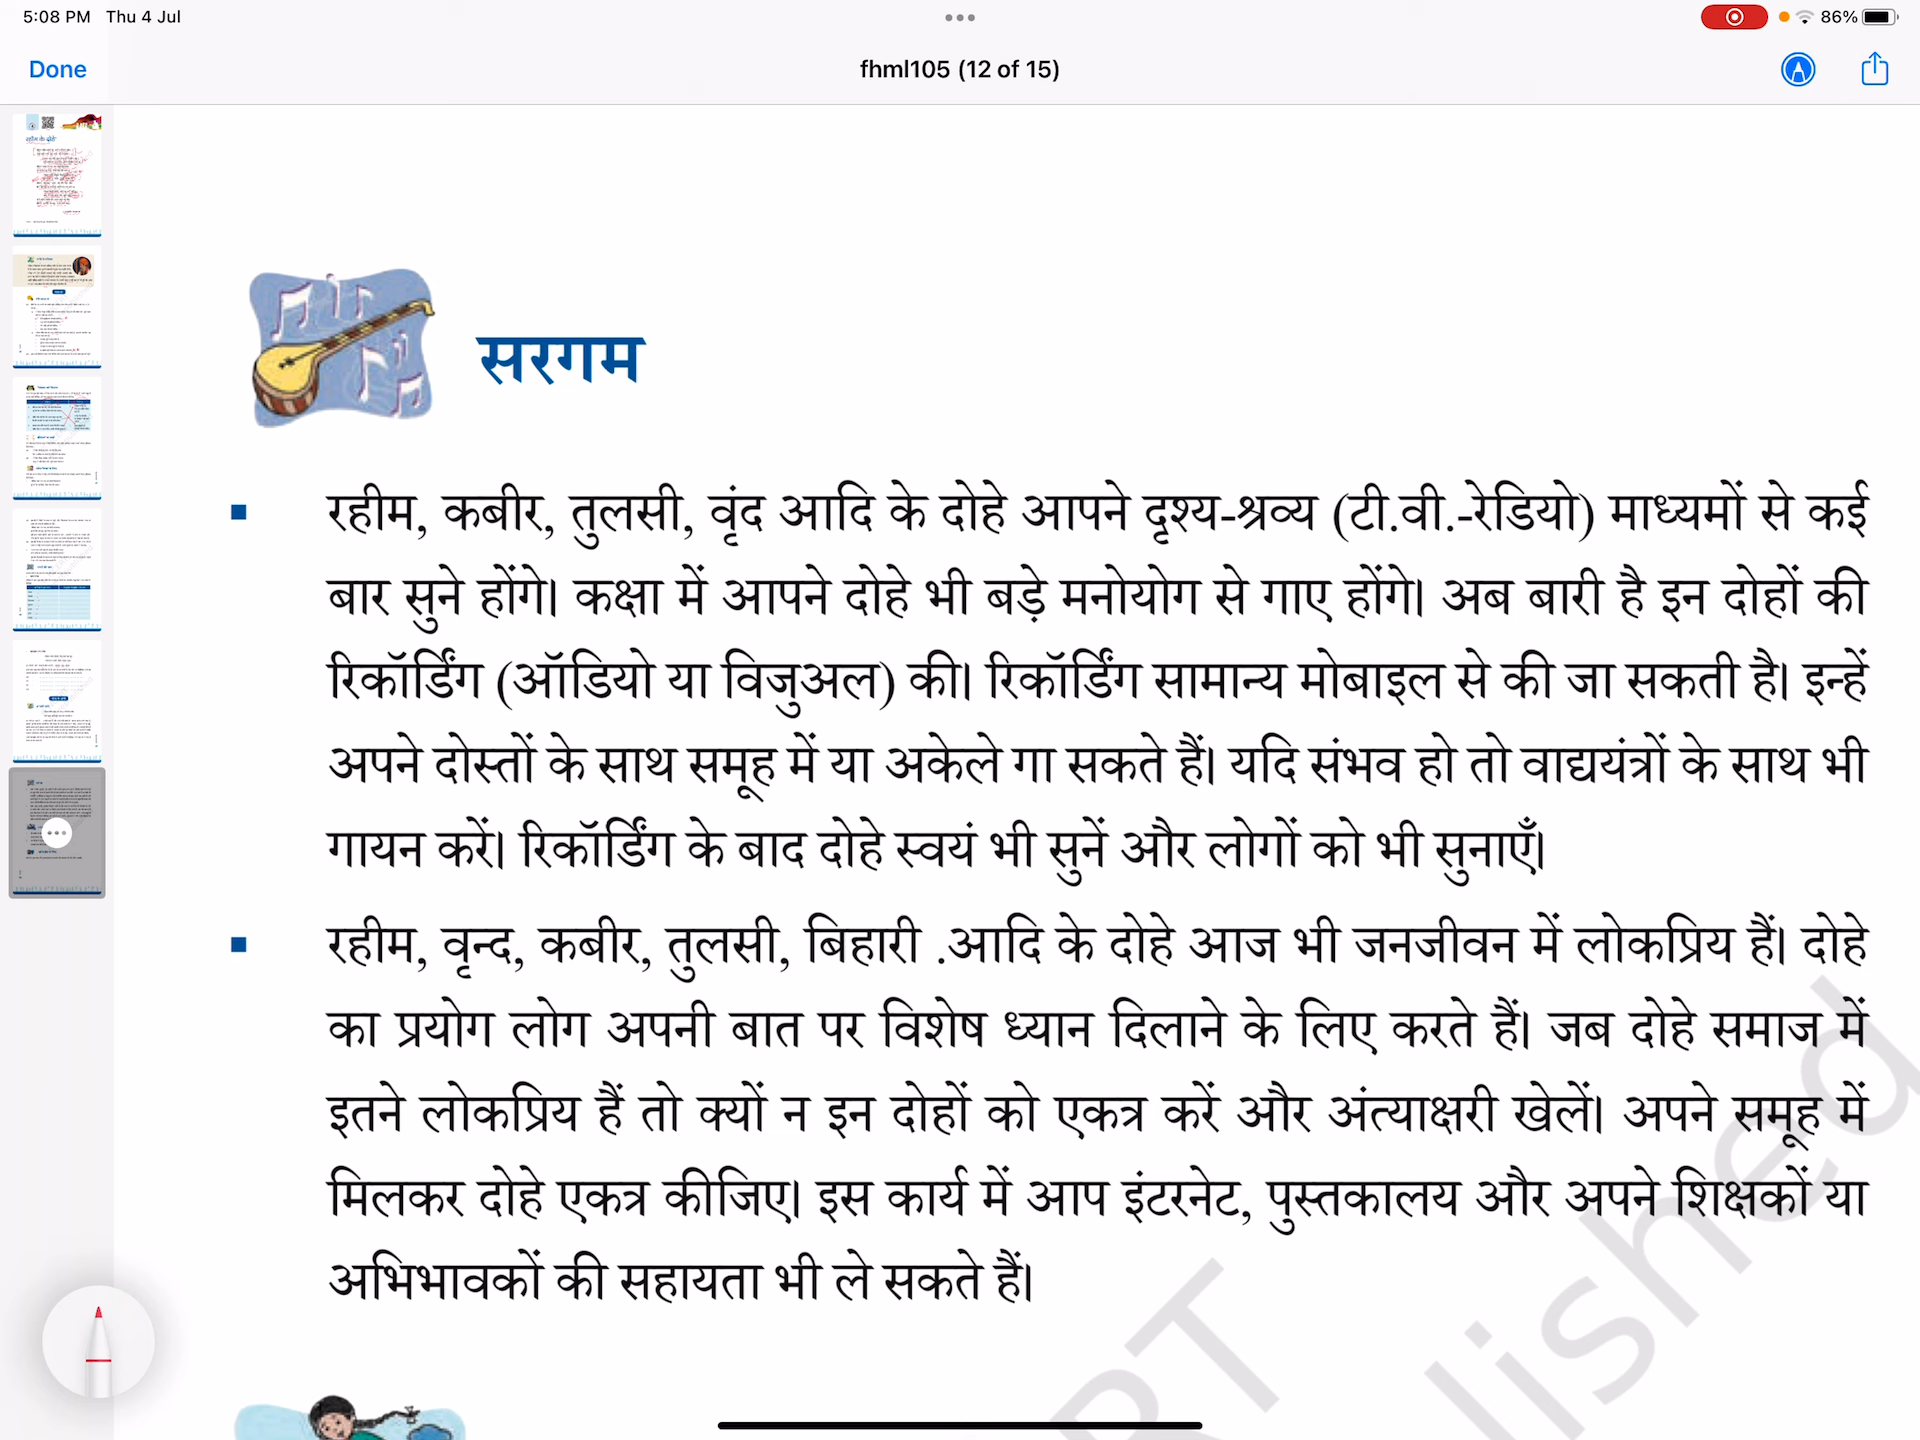 5:08 PM Thu 4 Jul
86%
Done
fhml105 (12 of 15)
सरगम
रहीम, कबीर, तुलसी, वृंद आदि के दोहे आपने दृश्य-श्रव्य (टी.वी.-रेडियो) माध्यमों से कई
बार सुने होंगे। कक्षा में आपने दोहे भी बड़े मनोयोग से गाए होंगे। अब बारी है इन दोहों की
रिकॉर्डिंग (ऑडियो या विजुअल) की। रिकॉर्डिंग सामान्य मोबाइल से की जा सकती है। इन्हें
अपने दोस्तों के साथ समूह में या अकेले गा सकते हैं। यदि संभव हो तो वाद्ययंत्रों के साथ भी
गायन करें। रिकॉर्डिंग के बाद दोहे स्वयं भी सुनें और लोगों को भी सुनाएँ।
रहीम, वृन्द, कबीर, तुलसी, बिहारी .आदि के दोहे आज भी जनजीवन में लोकप्रिय हैं। दोहे
का प्रयोग लोग अपनी बात पर विशेष ध्यान दिलाने के लिए करते हैं। जब दोहे समाज में
इतने लोकप्रिय हैं तो क्यों न इन दोहों को एकत्र करें और अंत्याक्षरी खेलें। अपने समूह में
मिलकर दोहे एकत्र कीजिए। इस कार्य में आप इंटरनेट, पुस्तकालय और अपने शिक्षकों या
अभिभावकों की सहायता भी ले सकते हैं।